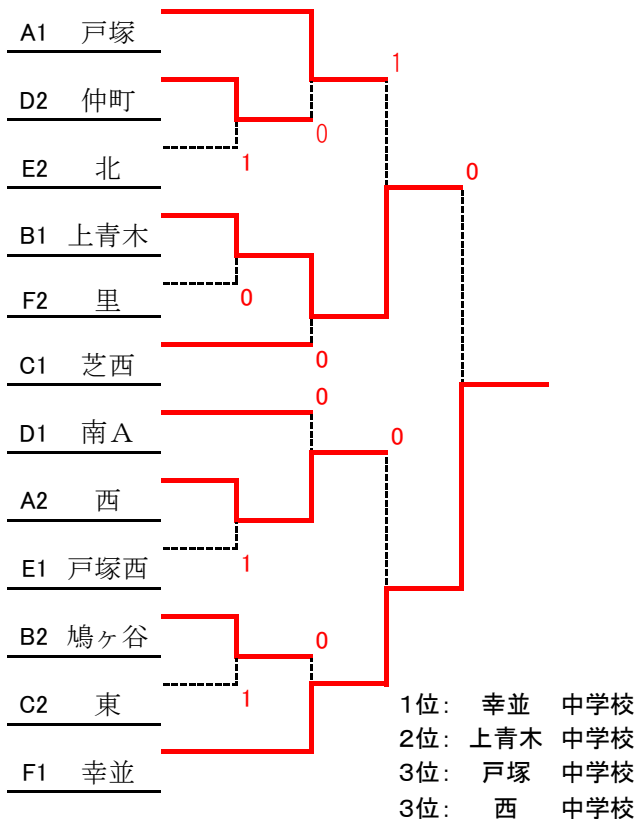 A1 戸塚
1
D2 仲町
0
E2 北
1
0
B1 上青木
F2 里
0
C1 芝西
0
0
D1 南A
0
A2 西
E1 戸塚西
1
B2 鳩ヶ谷
0
C2 東
1
F1 幸並
1位: 幸並 中学校
2位: 上青木 中学校
3位: 戸塚 中学校
3位: 西 中学校